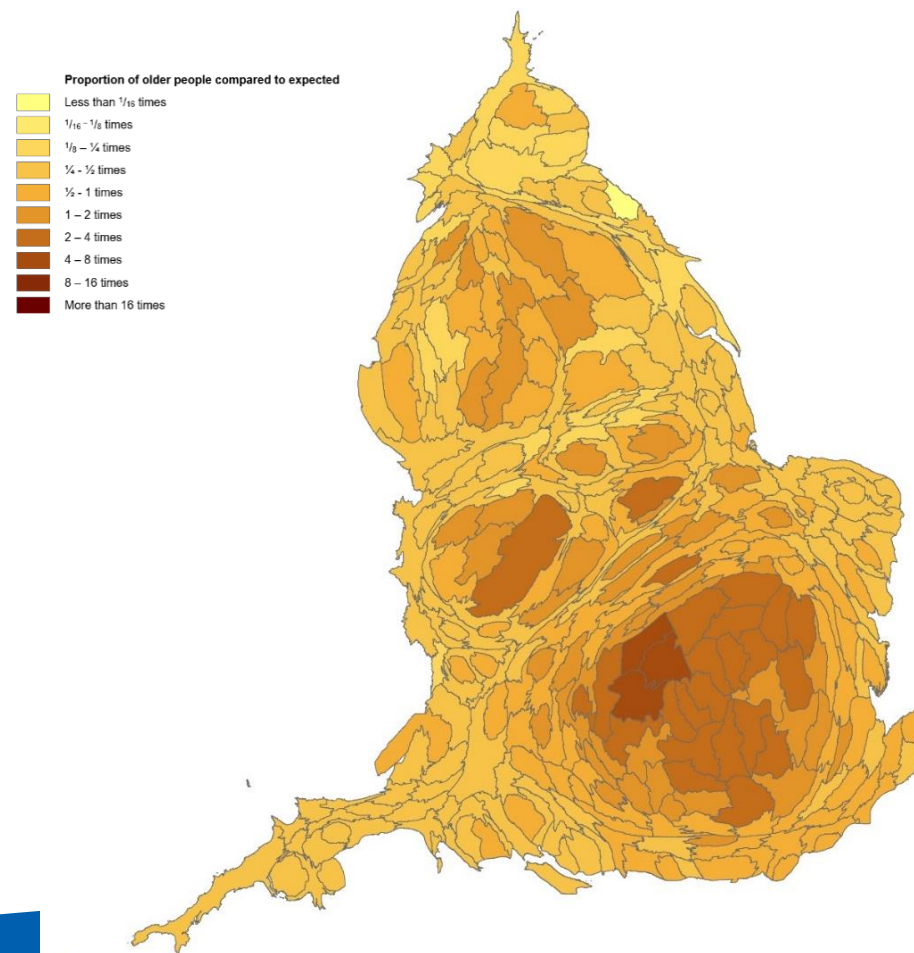 Proportion of older people compared to expected
Less than ¹/₁₆ times
¹/₁₆ - ¹/₈ times
¹/₈ – ¼ times
¼ - ½ times
½ - 1 times
1 – 2 times
2 – 4 times
4 – 8 times
8 – 16 times
More than 16 times